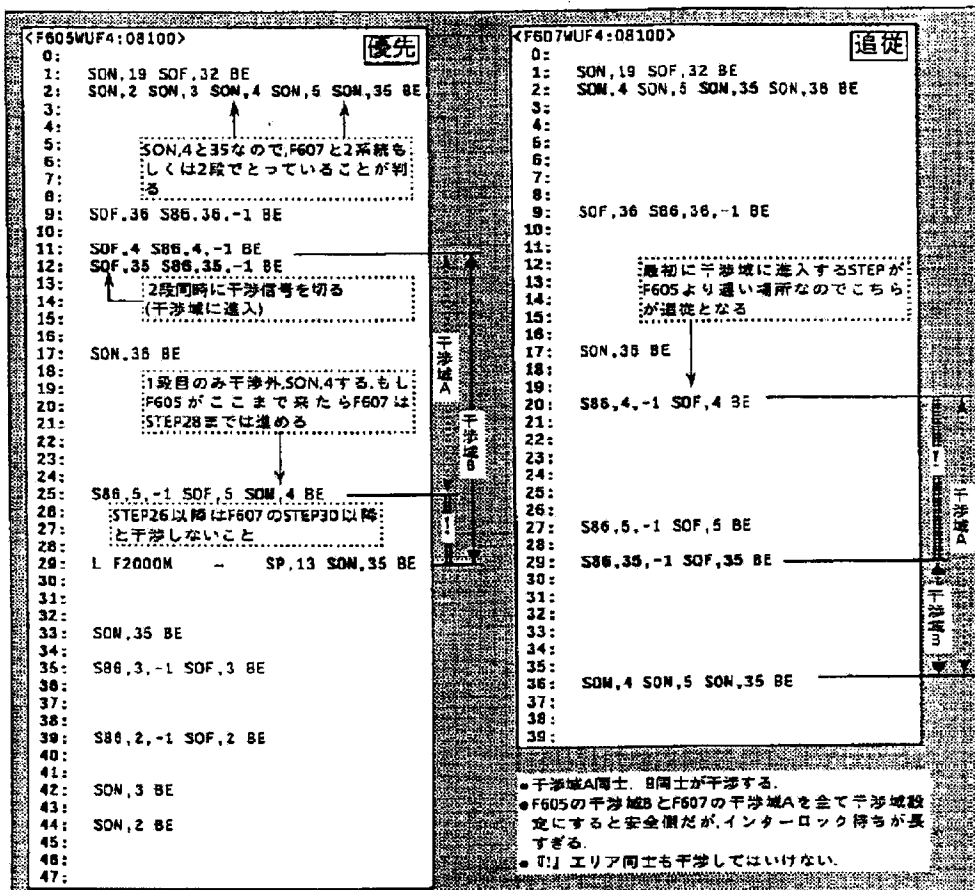 <F605WUF4:08100>
優先
0:
1: SON,19 SOF,32 BE
2: SON,2 SON,3 SON,4 SON,5 SON,35 BE
3:
4:
5:
6:
7:
8:
SON,4と35なので,F607と2系統も
しくは2段でとっていることが判
る
9: SOF,36 S86,36,-1 BE
10:
11: SOF,4 S86,4,-1 BE
12: SOF,35 S86,35,-1 BE
13:
14:
15:
2段同時に干渉信号を切る
(干渉域に進入)
16:
17: SON,36 BE
18:
19:
20:
21:
22:
23:
24:
1段目のみ干渉外,SON,4する.もし
F605がここまで来たらF607は
STEP28までは進める
25: S86,5,-1 SOF,5 SON,4 BE
26:
27:
28:
STEP26以降はF607のSTEP30以降
と干渉しないこと
29: L F2000M - SP,13 SON,35 BE
30:
31:
32:
33: SON,35 BE
34:
35: S86,3,-1 SOF,3 BE
36:
37:
38:
39: S86,2,-1 SOF,2 BE
40:
41:
42: SON,3 BE
43:
44: SON,2 BE
45:
46:
47:
干渉域A
干渉域B
!
<F607WUF4:08100>
追従
0:
1: SON,19 SOF,32 BE
2: SON,4 SON,5 SON,35 SON,36 BE
3:
4:
5:
6:
7:
8:
9: SOF,36 S86,36,-1 BE
10:
11:
12:
13:
14:
15:
最初に干渉域に進入するSTEPが
F605より遅い場所なのでこちら
が追従となる
16:
17: SON,36 BE
18:
19:
20: S86,4,-1 SOF,4 BE
21:
22:
23:
24:
25:
26:
27: S86,5,-1 SOF,5 BE
28:
29: S86,35,-1 SOF,35 BE
30:
31:
32:
33:
34:
35:
36: SON,4 SON,5 SON,35 BE
37:
38:
39:
!
干渉域A
干渉域B
●干渉域A同士，B同士が干渉する.
●F605の干渉域BとF607の干渉域Aを全て干渉域設
定にすると安全側だが,インターロック待ちが長
すぎる.
●『!』エリア同士も干渉してはいけない.